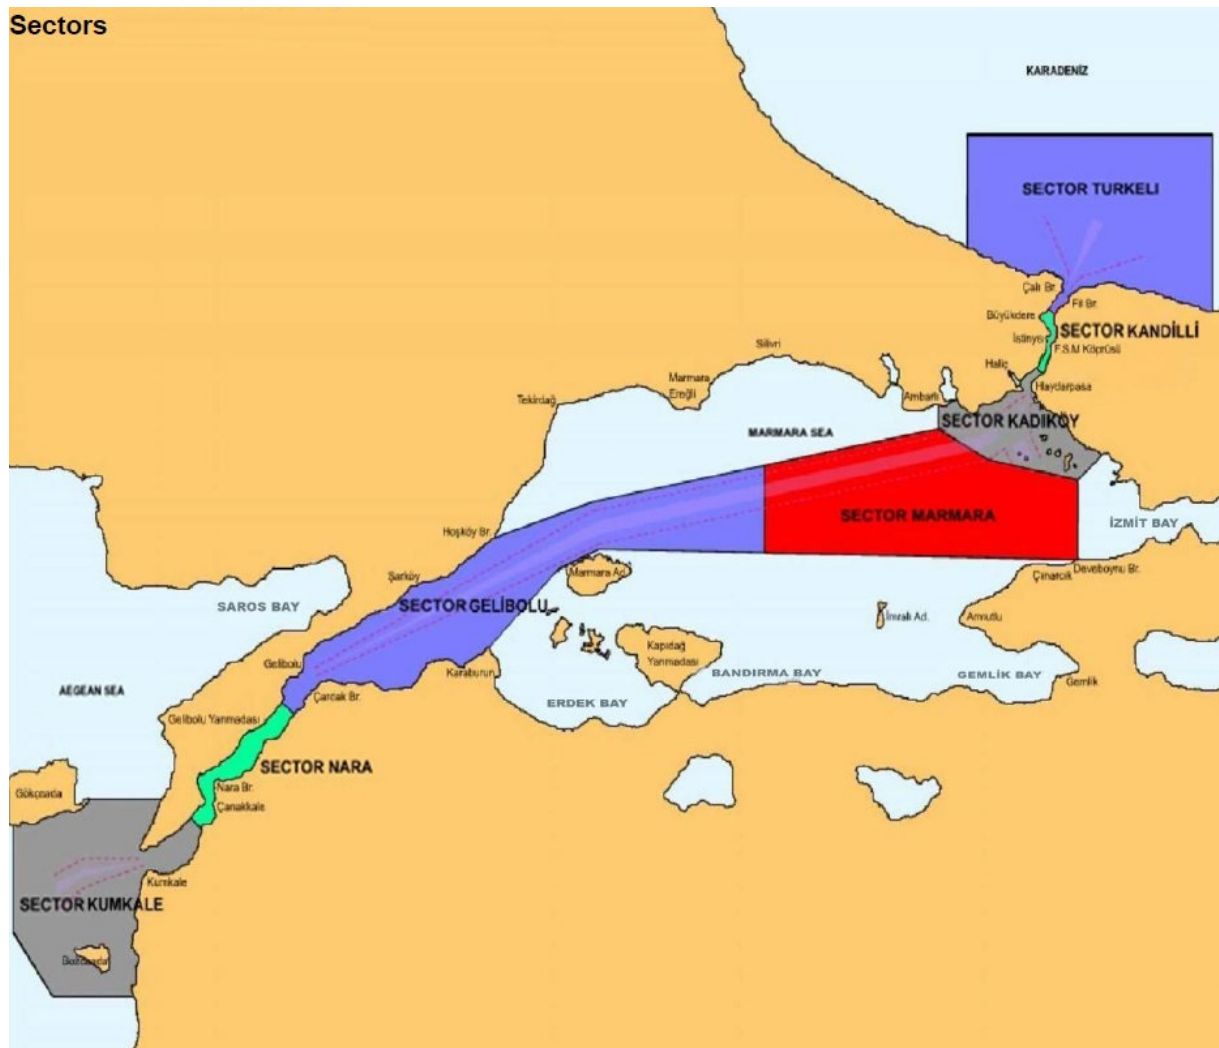 Sectors
KARADENİZ
SECTOR TURKELI
Çalı Br.
Fil Br.
Büyükdere
SECTOR KANDİLLİ
İstinye
F.S.M Köprüsü
Silivri
Haliç
Haydarpasa
Marmara
Ereğli
Ambarlı
Tekirdağ
SECTOR KADIKÖY
MARMARA SEA
SECTOR MARMARA
İZMİT BAY
Hoşköy Br.
Deveboynu Br.
Çınarcık
Marmara Ad.
Şarköy
SECTOR GELİBOLU
SAROS BAY
İmralı Ad.
Armutlu
Kapıdağ
Yarımadası
Gelibolu
Karaburun
BANDIRMA BAY
GEMLİK BAY
Gemlik
AEGEAN SEA
Çardak Br.
ERDEK BAY
Gelibolu Yarımadası
SECTOR NARA
Nara Br.
Gökçeada
Çanakkale
Kumkale
SECTOR KUMKALE
Bozcaada